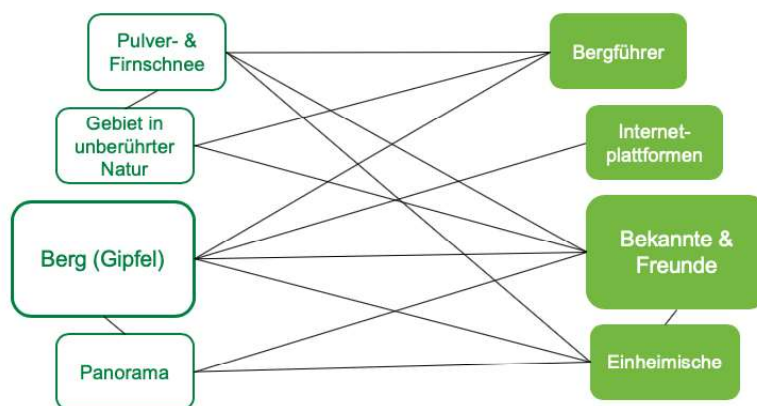 Pulver- &
Firnschnee
Gebiet in
unberührter
Natur
Berg (Gipfel)
Panorama
Bergführer
Internet-
plattformen
Bekannte &
Freunde
Einheimische